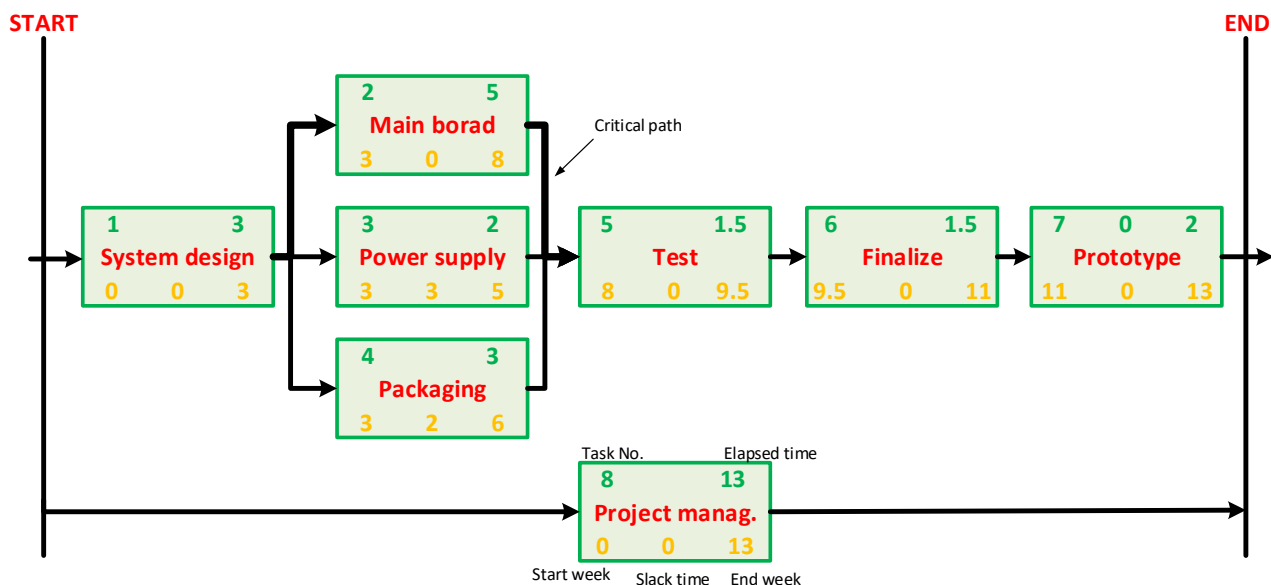 START
END
2 5
Main borad
3 0 8
Critical path
1 3
System design
0 0 3
3 2
Power supply
3 3 5
5 1.5
Test
8 0 9.5
6 1.5
Finalize
9.5 0 11
7 0 2
Prototype
11 0 13
4 3
Packaging
3 2 6
Task No. Elapsed time
8 13
Project manag.
0 0 13
Start week Slack time End week